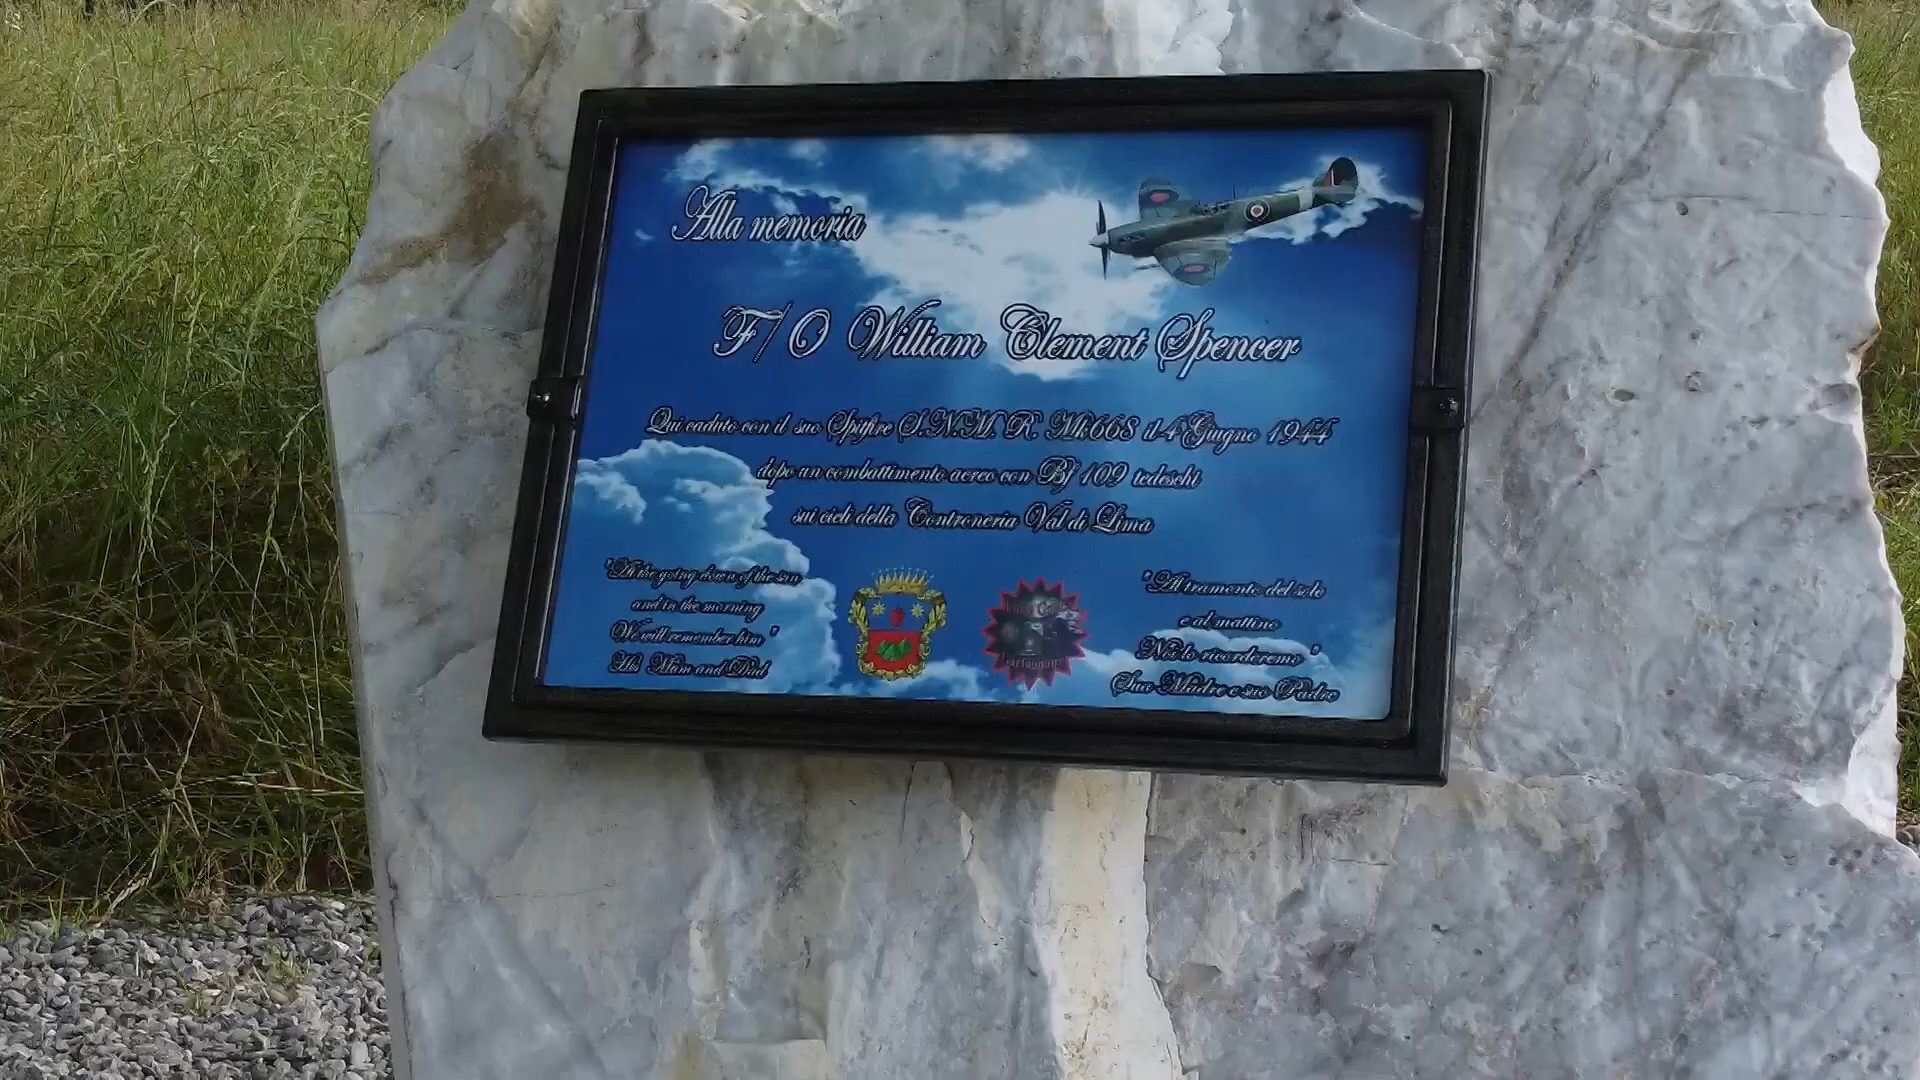 Alla memoria
F/O William Clement Spencer
Qui caduto con il suo Spitfire S.N.M.R. Mk668 il 4 Giugno 1944
dopo un combattimento aereo con Bf 109 tedeschi
sui cieli della Controneria Val di Lima
"At the going down of the sun
and in the morning
We will remember him"
His Mum and Dad
"Al tramonto del sole
e al mattino
Noi lo ricorderemo"
Sua Madre e suo Padre